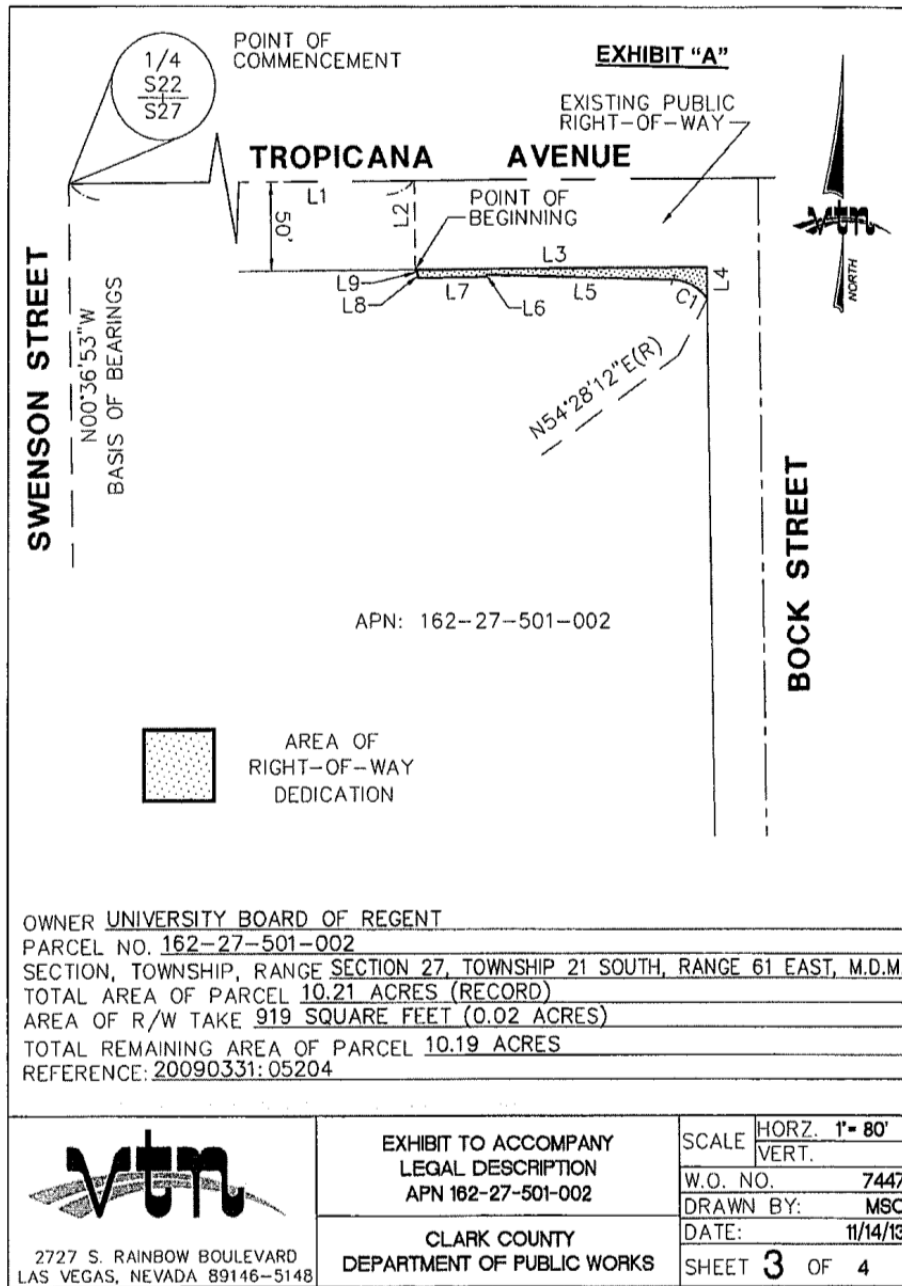 POINT OF
COMMENCEMENT
1/4
S22
S27
EXHIBIT "A"
EXISTING PUBLIC
RIGHT-OF-WAY
TROPICANA AVENUE
L1
L2
50'
POINT OF
BEGINNING
L3
L4
L9
L8
L7
L6
L5
C1
vtn
NORTH
N54°28'12"E(R)
SWENSON STREET
N00°36'53"W
BASIS OF BEARINGS
BOCK STREET
APN: 162-27-501-002
AREA OF
RIGHT-OF-WAY
DEDICATION
OWNER UNIVERSITY BOARD OF REGENT
PARCEL NO. 162-27-501-002
SECTION, TOWNSHIP, RANGE SECTION 27, TOWNSHIP 21 SOUTH, RANGE 61 EAST, M.D.M.
TOTAL AREA OF PARCEL 10.21 ACRES (RECORD)
AREA OF R/W TAKE 919 SQUARE FEET (0.02 ACRES)
TOTAL REMAINING AREA OF PARCEL 10.19 ACRES
REFERENCE: 20090331: 05204
vtn
2727 S. RAINBOW BOULEVARD
LAS VEGAS, NEVADA 89146-5148
EXHIBIT TO ACCOMPANY
LEGAL DESCRIPTION
APN 162-27-501-002
CLARK COUNTY
DEPARTMENT OF PUBLIC WORKS
SCALE HORZ. 1"= 80'
VERT.
W.O. NO. 7447
DRAWN BY: MSC
DATE: 11/14/13
SHEET 3 OF 4